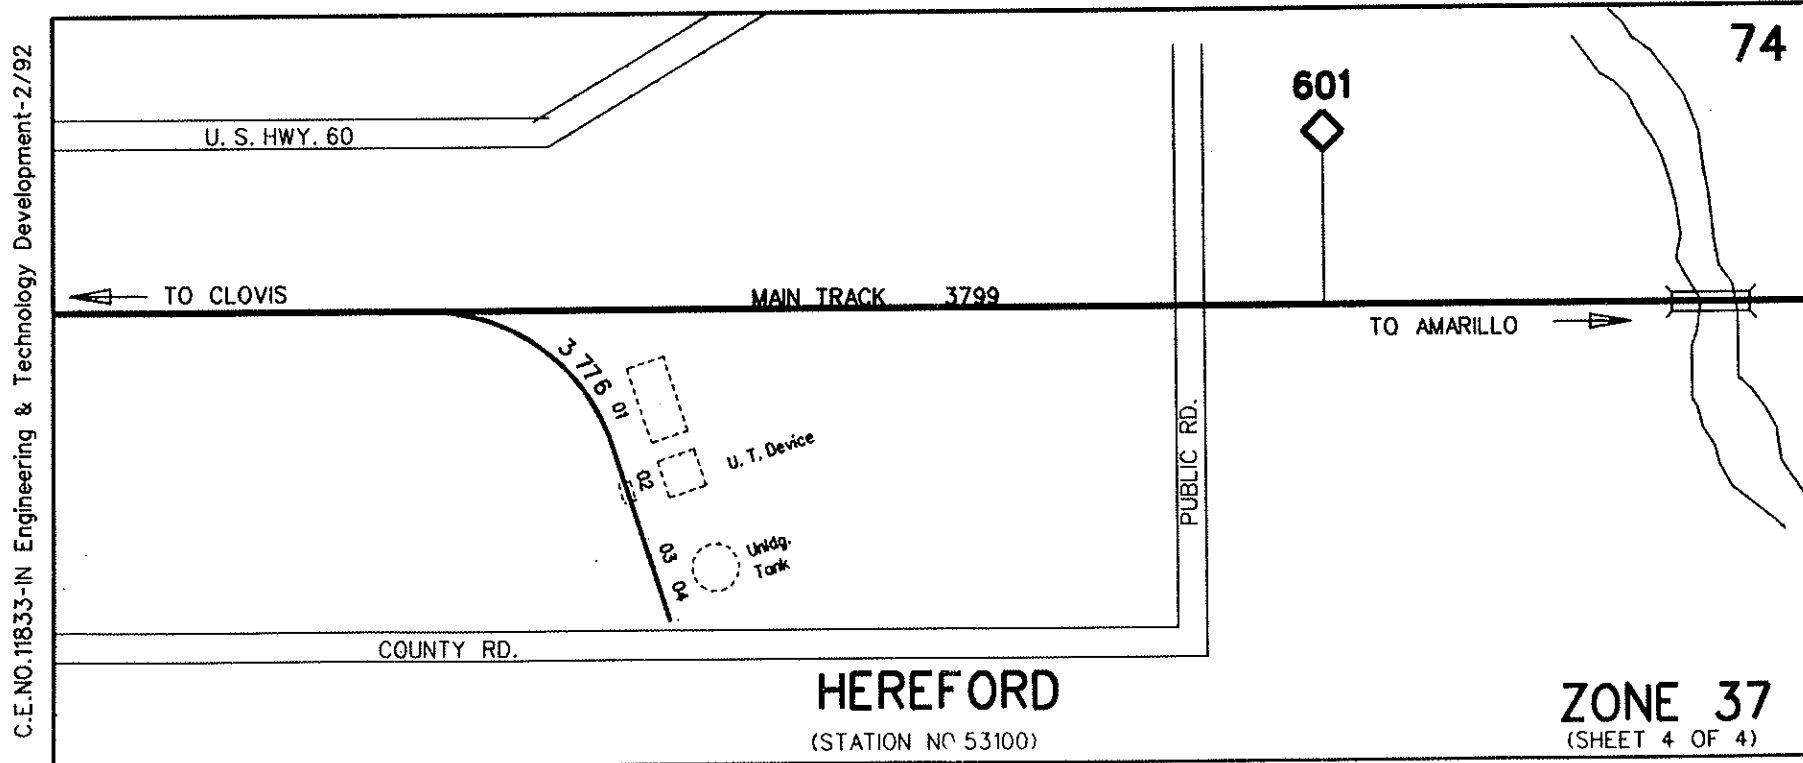 C.E.NO.11833-IN Engineering & Technology Development-2/92
74
601
U. S. HWY. 60
TO CLOVIS
MAIN TRACK 3799
TO AMARILLO
3776
01
U. T. Device
02
PUBLIC RD.
03
Unldg.
Tank
04
COUNTY RD.
HEREFORD
(STATION NO 53100)
ZONE 37
(SHEET 4 OF 4)